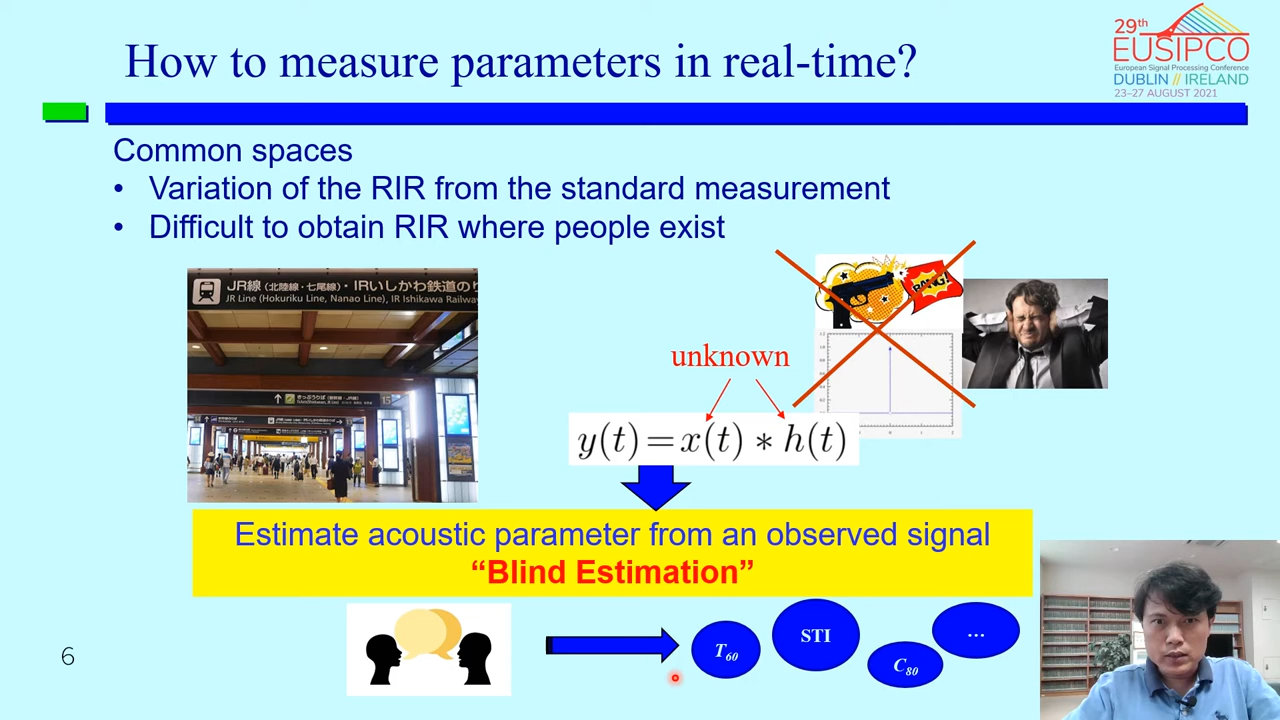 How to measure parameters in real-time?
29th
EUSIPCO
European Signal Processing Conference
DUBLIN // IRELAND
23–27 AUGUST 2021
Common spaces
• Variation of the RIR from the standard measurement
• Difficult to obtain RIR where people exist
JR線 (北陸線・七尾線)・IRいしかわ鉄道のり
JR Line (Hokuriku Line, Nanao Line), IR Ishikawa Railway
BANG!
unknown
y(t)=x(t) * h(t)
Estimate acoustic parameter from an observed signal
“Blind Estimation”
T60
STI
C80
...
6